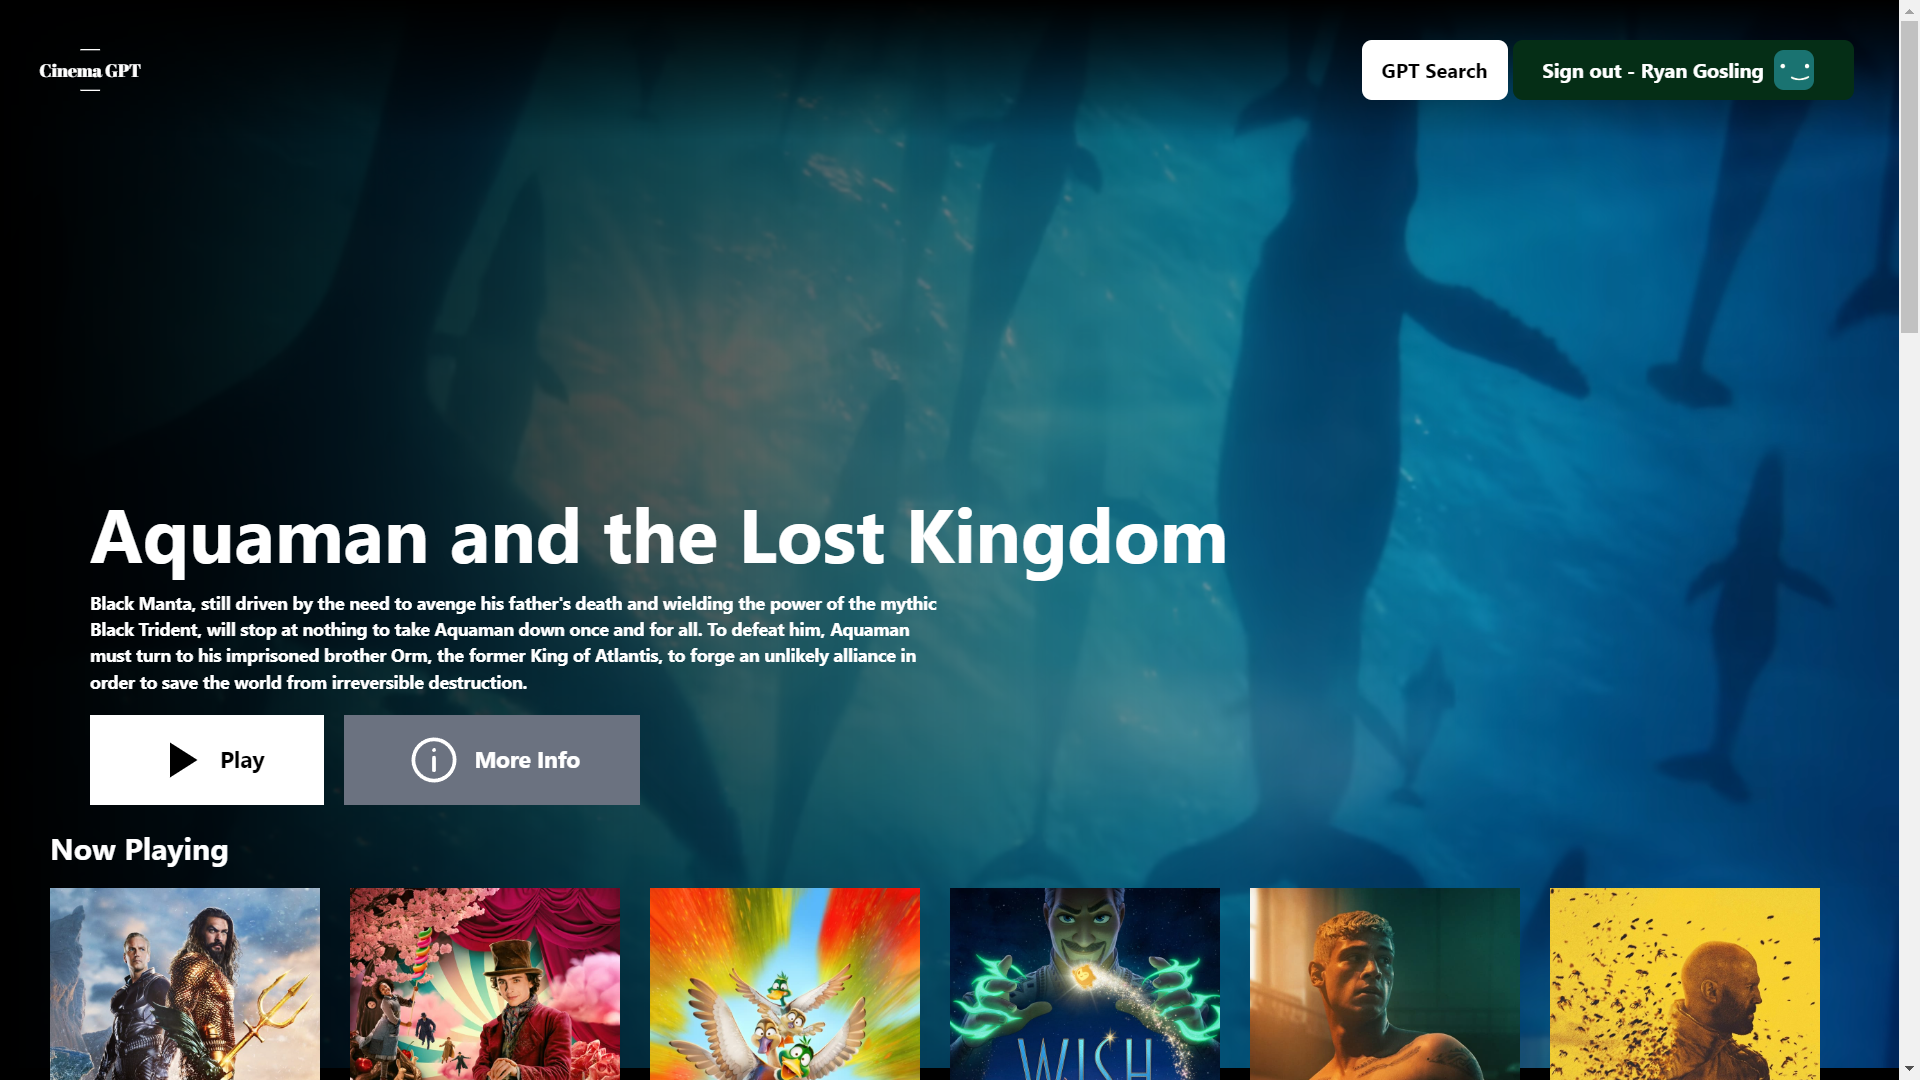 Cinema GPT
GPT Search
Sign out - Ryan Gosling
Aquaman and the Lost Kingdom
Black Manta, still driven by the need to avenge his father's death and wielding the power of the mythic
Black Trident, will stop at nothing to take Aquaman down once and for all. To defeat him, Aquaman
must turn to his imprisoned brother Orm, the former King of Atlantis, to forge an unlikely alliance in
order to save the world from irreversible destruction.
Play
More Info
Now Playing
WISH